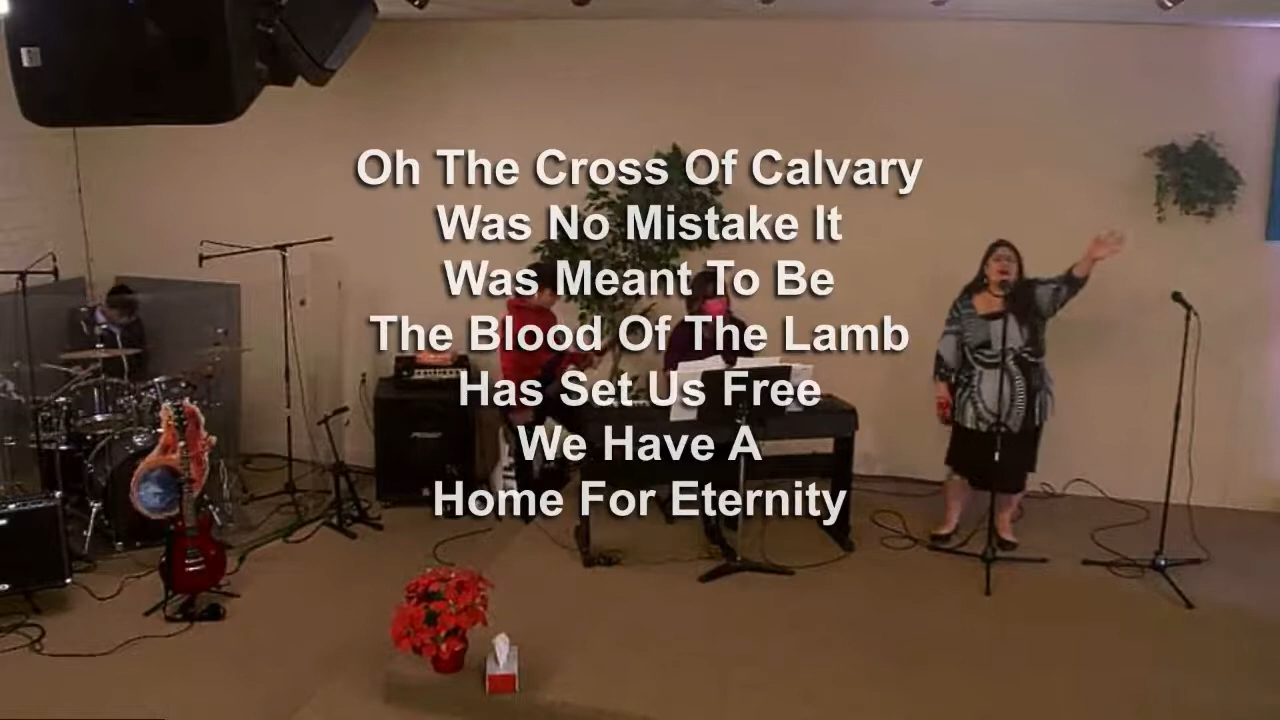 Oh The Cross Of Calvary
Was No Mistake It
Was Meant To Be
The Blood Of The Lamb
Has Set Us Free
We Have A
Home For Eternity